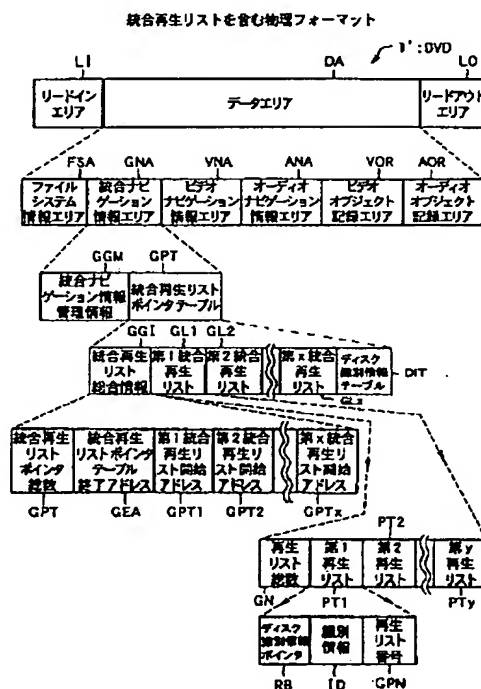 統合再生リストを含む物理フォーマット
1':DVD
LI
DA
LO
リードイン
エリア
データエリア
リードアウト
エリア
FSA
GNA
VNA
ANA
VOR
AOR
ファイル
システム
情報エリア
統合ナビ
ゲーション
情報エリア
ビデオ
ナビゲーション
情報エリア
オーディオ
ナビゲーション
情報エリア
ビデオ
オブジェクト
記録エリア
オーディオ
オブジェクト
記録エリア
GGM
GPT
統合ナビ
ゲーション情報
管理情報
統合再生リスト
ポインタテーブル
GGI
GL1
GL2
統合再生
リスト
総合情報
第1統合
再生
リスト
第2統合
再生
リスト
第x統合
再生
リスト
ディスク
識別情報
テーブル
DIT
GLx
統合再生
リスト
ポインタ
総数
統合再生
リストポインタ
テーブル
終了アドレス
第1統合
再生リ
スト開始
アドレス
第2統合
再生リ
スト開始
アドレス
第x統合
再生リ
スト開始
アドレス
GPT
GEA
GPT1
GPT2
GPTx
PT2
再生
リスト
総数
第1
再生
リスト
第2
再生
リスト
第y
再生
リスト
GN
PT1
PTy
ディスク
識別情報
ポインタ
識別
情報
再生
リスト
番号
RB
ID
GPN